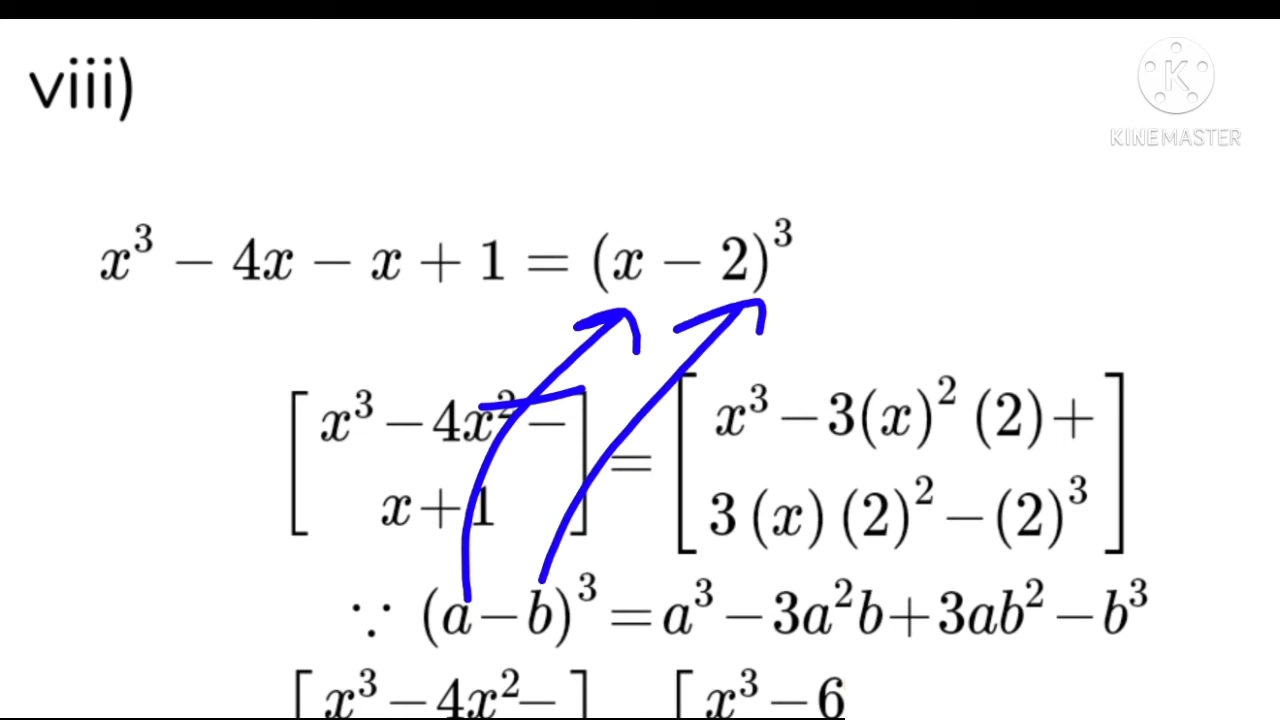 viii)
K
KINEMASTER
x³ − 4x − x + 1 = (x − 2)³
[x³ − 4x² − x + 1] = [x³ − 3(x)² (2) + 3 (x) (2)² − (2)³]
∵ (a − b)³ = a³ − 3a²b + 3ab² − b³
[x³ − 4x² − ] [x³ − 6